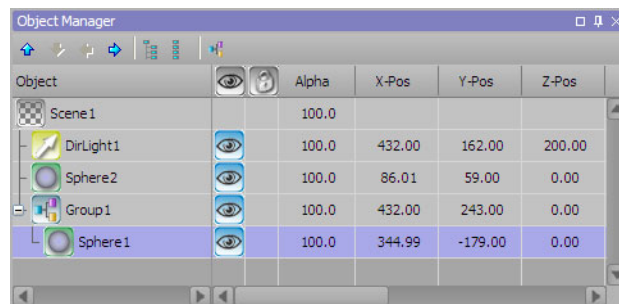 Object Manager
Object Alpha X-Pos Y-Pos Z-Pos
Scene1 100.0
DirLight1 100.0 432.00 162.00 200.00
Sphere2 100.0 86.01 59.00 0.00
Group1 100.0 432.00 243.00 0.00
Sphere1 100.0 344.99 -179.00 0.00